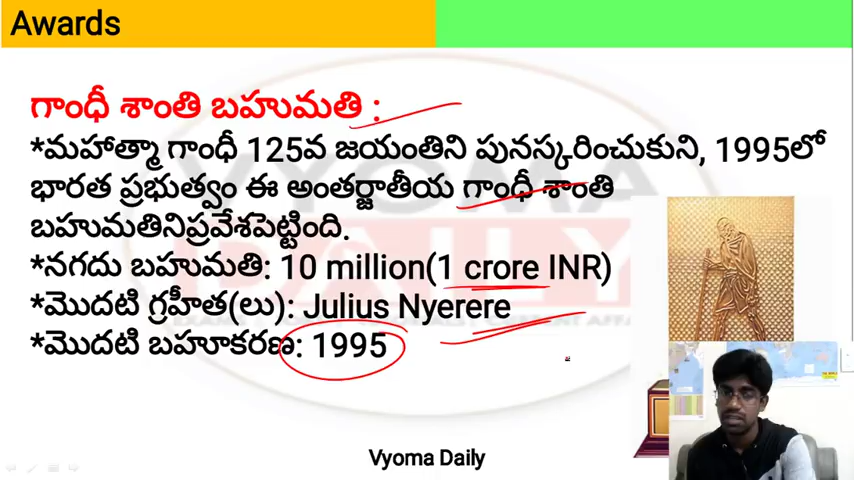 Awards
గాంధీ శాంతి బహుమతి :
*మహాత్మా గాంధీ 125వ జయంతిని పునస్కరించుకుని, 1995లో
భారత ప్రభుత్వం ఈ అంతర్జాతీయ గాంధీ శాంతి
బహుమతినిప్రవేశపెట్టింది.
*నగదు బహుమతి: 10 million(1 crore INR)
*మొదటి గ్రహీత(లు): Julius Nyerere
*మొదటి బహూకరణ: 1995
Vyoma Daily